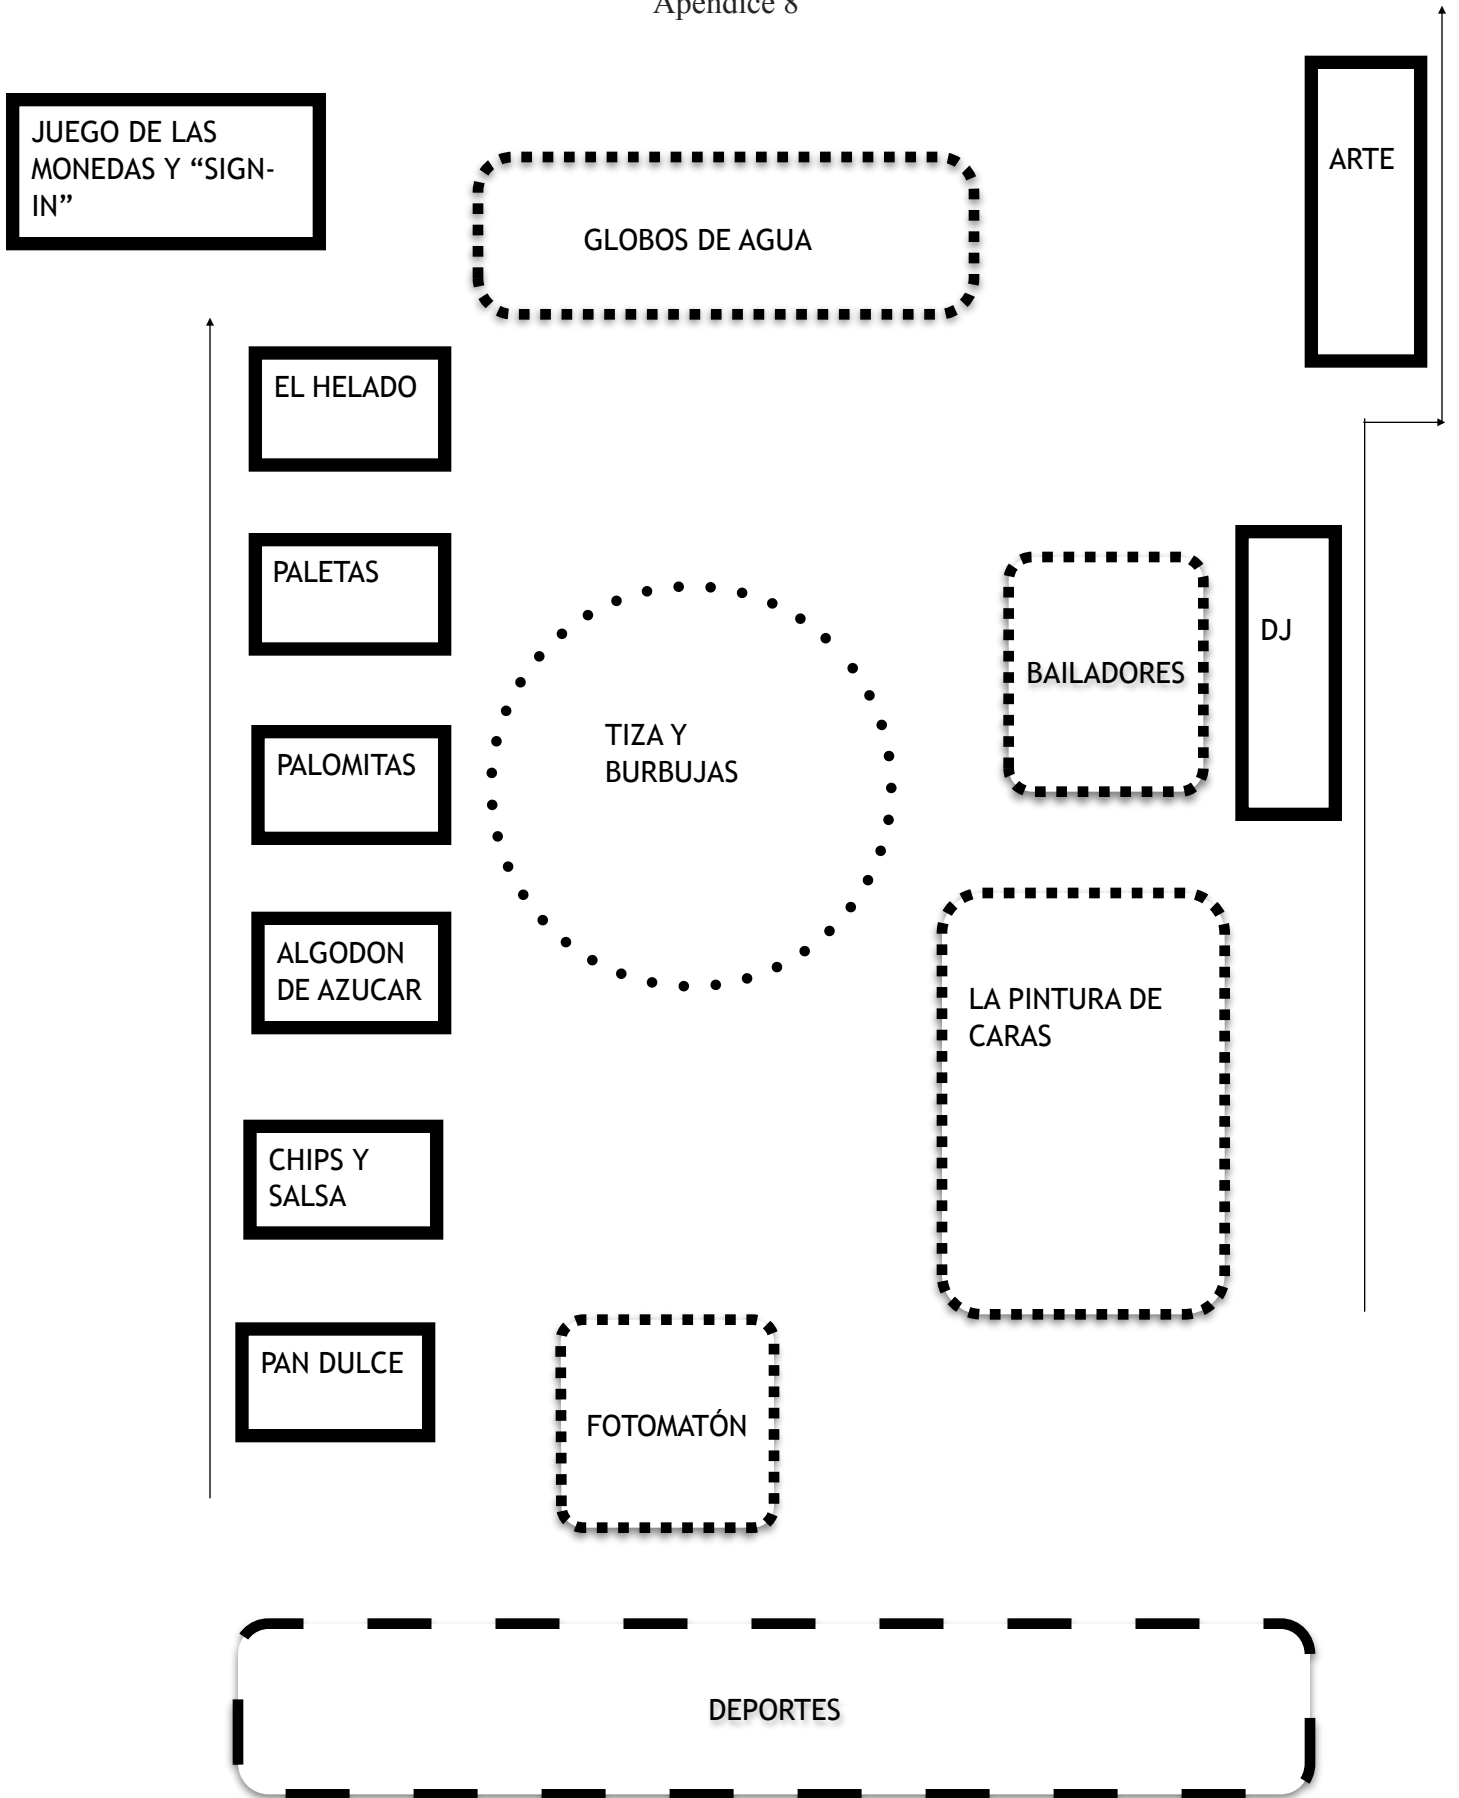 Apéndice 8
JUEGO DE LAS
MONEDAS Y “SIGN-
IN”
ARTE
GLOBOS DE AGUA
EL HELADO
PALETAS
DJ
BAILADORES
TIZA Y
BURBUJAS
PALOMITAS
ALGODON
DE AZUCAR
LA PINTURA DE
CARAS
CHIPS Y
SALSA
PAN DULCE
FOTOMATÓN
DEPORTES